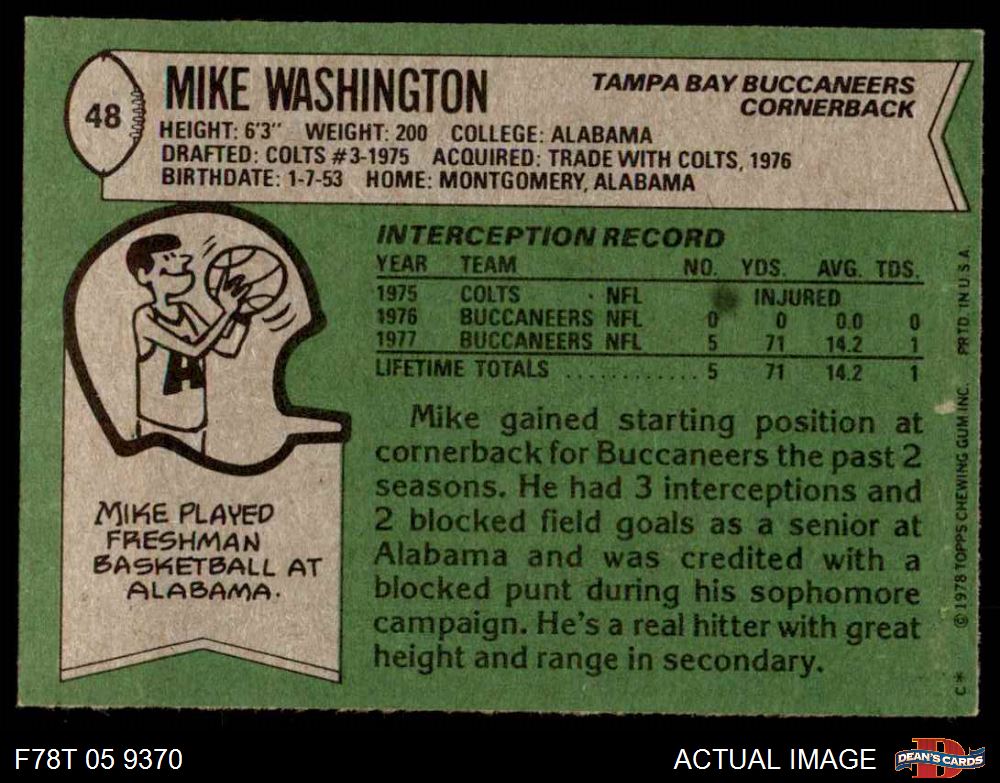 48
MIKE WASHINGTON
TAMPA BAY BUCCANEERS
CORNERBACK
HEIGHT: 6'3" WEIGHT: 200 COLLEGE: ALABAMA
DRAFTED: COLTS #3-1975 ACQUIRED: TRADE WITH COLTS, 1976
BIRTHDATE: 1-7-53 HOME: MONTGOMERY, ALABAMA
INTERCEPTION RECORD
YEAR TEAM NO. YDS. AVG. TDS.
1975 COLTS NFL INJURED
1976 BUCCANEERS NFL 0 0 0.0 0
1977 BUCCANEERS NFL 5 71 14.2 1
LIFETIME TOTALS ............ 5 71 14.2 1
A
MIKE PLAYED
FRESHMAN
BASKETBALL AT
ALABAMA.
Mike gained starting position at
cornerback for Buccaneers the past 2
seasons. He had 3 interceptions and
2 blocked field goals as a senior at
Alabama and was credited with a
blocked punt during his sophomore
campaign. He's a real hitter with great
height and range in secondary.
C* © 1978 TOPPS CHEWING GUM INC. PRTD. IN U.S.A.
F78T 05 9370
ACTUAL IMAGE
D
DEAN'S CARDS